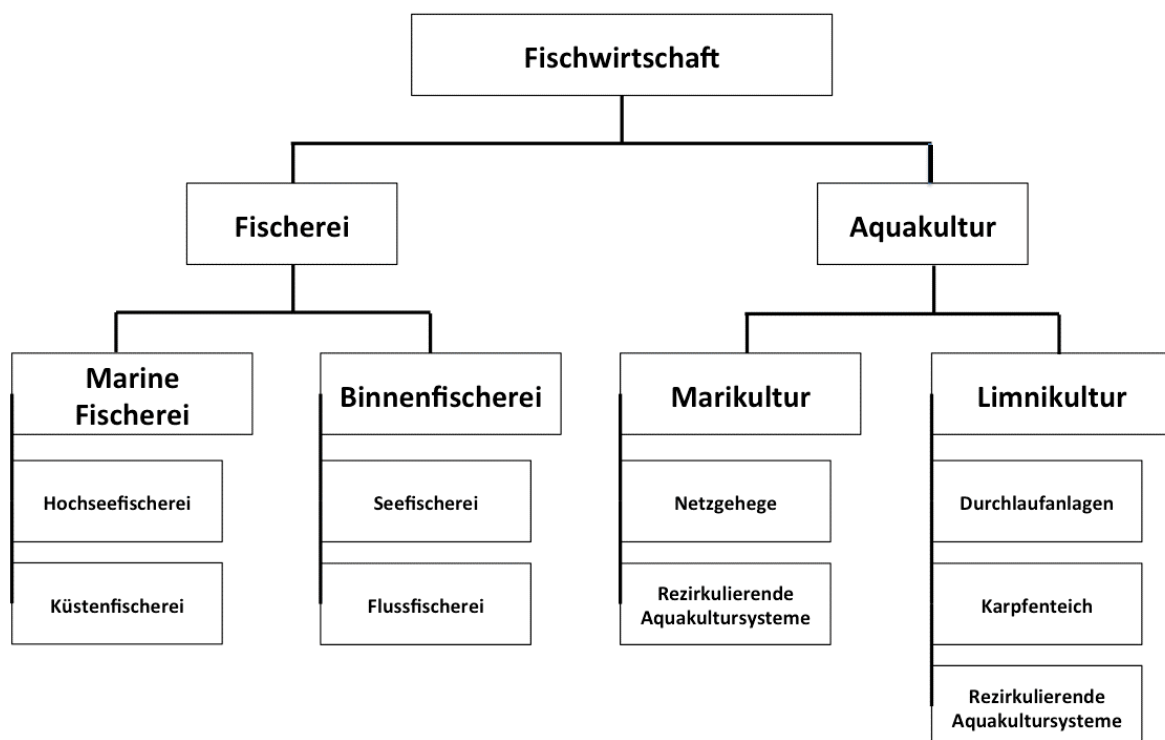 Fischwirtschaft
Fischerei
Aquakultur
Marine
Fischerei
Binnenfischerei
Marikultur
Limnikultur
Hochseefischerei
Seefischerei
Netzgehege
Durchlaufanlagen
Küstenfischerei
Flussfischerei
Rezirkulierende
Aquakultursysteme
Karpfenteich
Rezirkulierende
Aquakultursysteme